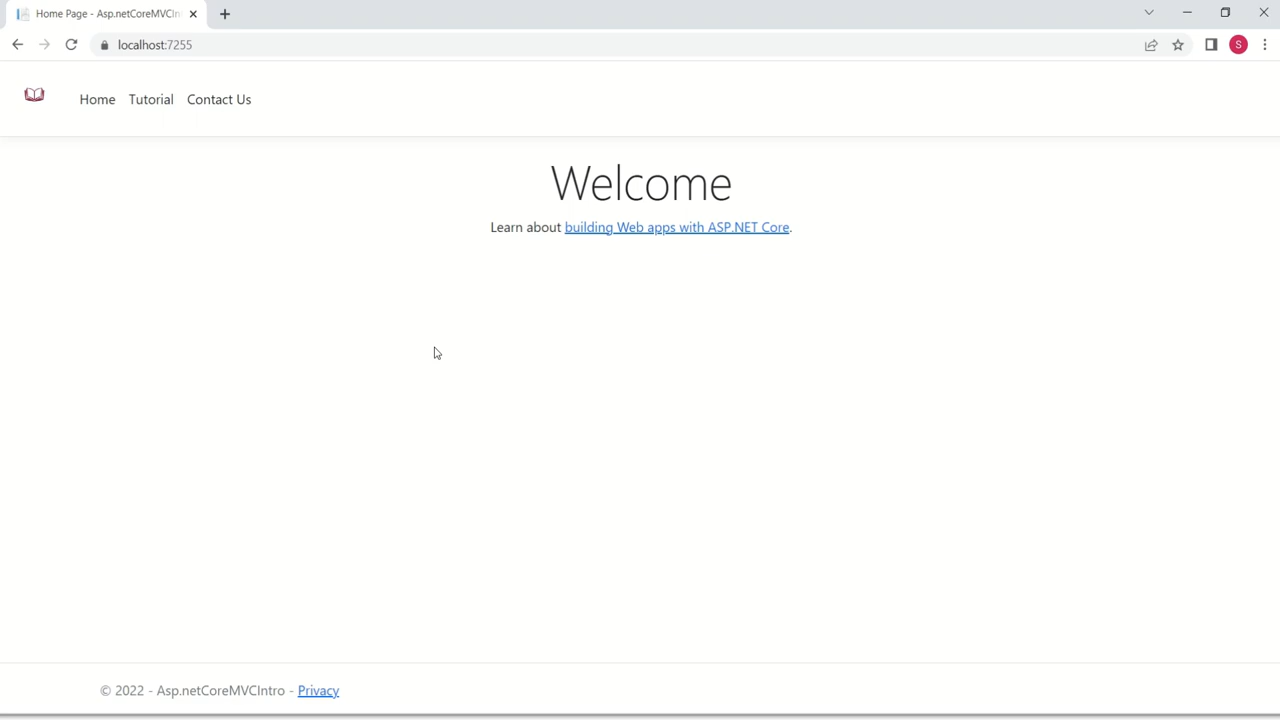 Home Page - Asp.netCoreMVCIn
localhost:7255
S
Home Tutorial Contact Us
Welcome
Learn about building Web apps with ASP.NET Core.
© 2022 - Asp.netCoreMVCIntro - Privacy